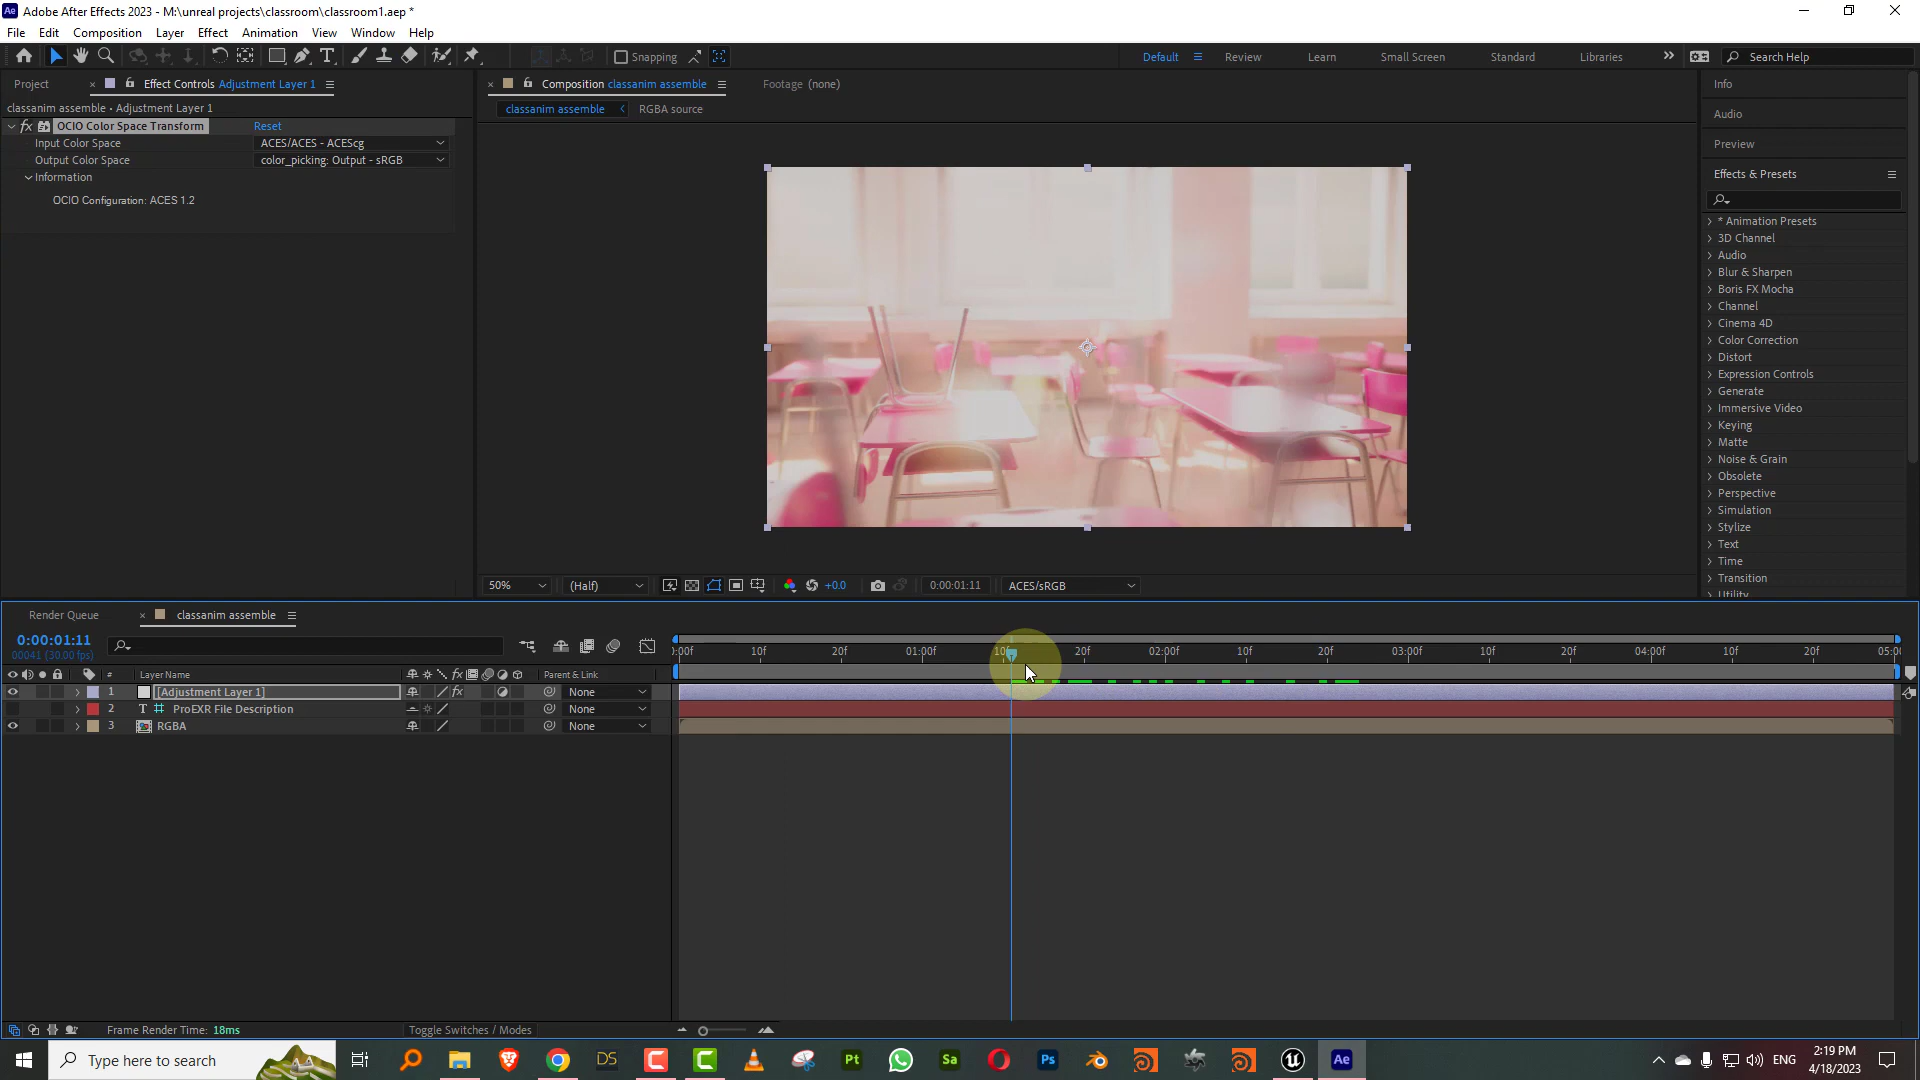 Adobe After Effects 2023 - M:\unreal projects\classroom\classroom1.aep *
File Edit Composition Layer Effect Animation View Window Help
Snapping Default Review Learn Small Screen Standard Libraries Search Help
Project Effect Controls Adjustment Layer 1 Composition classanim assemble Footage (none) Info
classanim assemble • Adjustment Layer 1 classanim assemble RGBA source
Audio
fx OCIO Color Space Transform Reset
Input Color Space ACES/ACES - ACEScg Preview
Output Color Space color_picking: Output - sRGB
Information Effects & Presets
OCIO Configuration: ACES 1.2
* Animation Presets
3D Channel
Audio
Blur & Sharpen
Boris FX Mocha
Channel
Cinema 4D
Color Correction
Distort
Expression Controls
Generate
Immersive Video
Keying
Matte
Noise & Grain
Obsolete
Perspective
Simulation
Stylize
Text
Time
Transition
Utility
50% (Half) +0.0 0:00:01:11 ACES/sRGB
Render Queue classanim assemble
0:00:01:11
00041 (30.00 fps)
:00f 10f 20f 01:00f 10f 20f 02:00f 10f 20f 03:00f 10f 20f 04:00f 10f 20f 05:00
# Layer Name fx Parent & Link
1 [Adjustment Layer 1] fx None
2 T ProEXR File Description None
3 RGBA None
Frame Render Time: 18ms Toggle Switches / Modes
Type here to search DS Pt Sa Ps Ae ENG 2:19 PM
4/18/2023